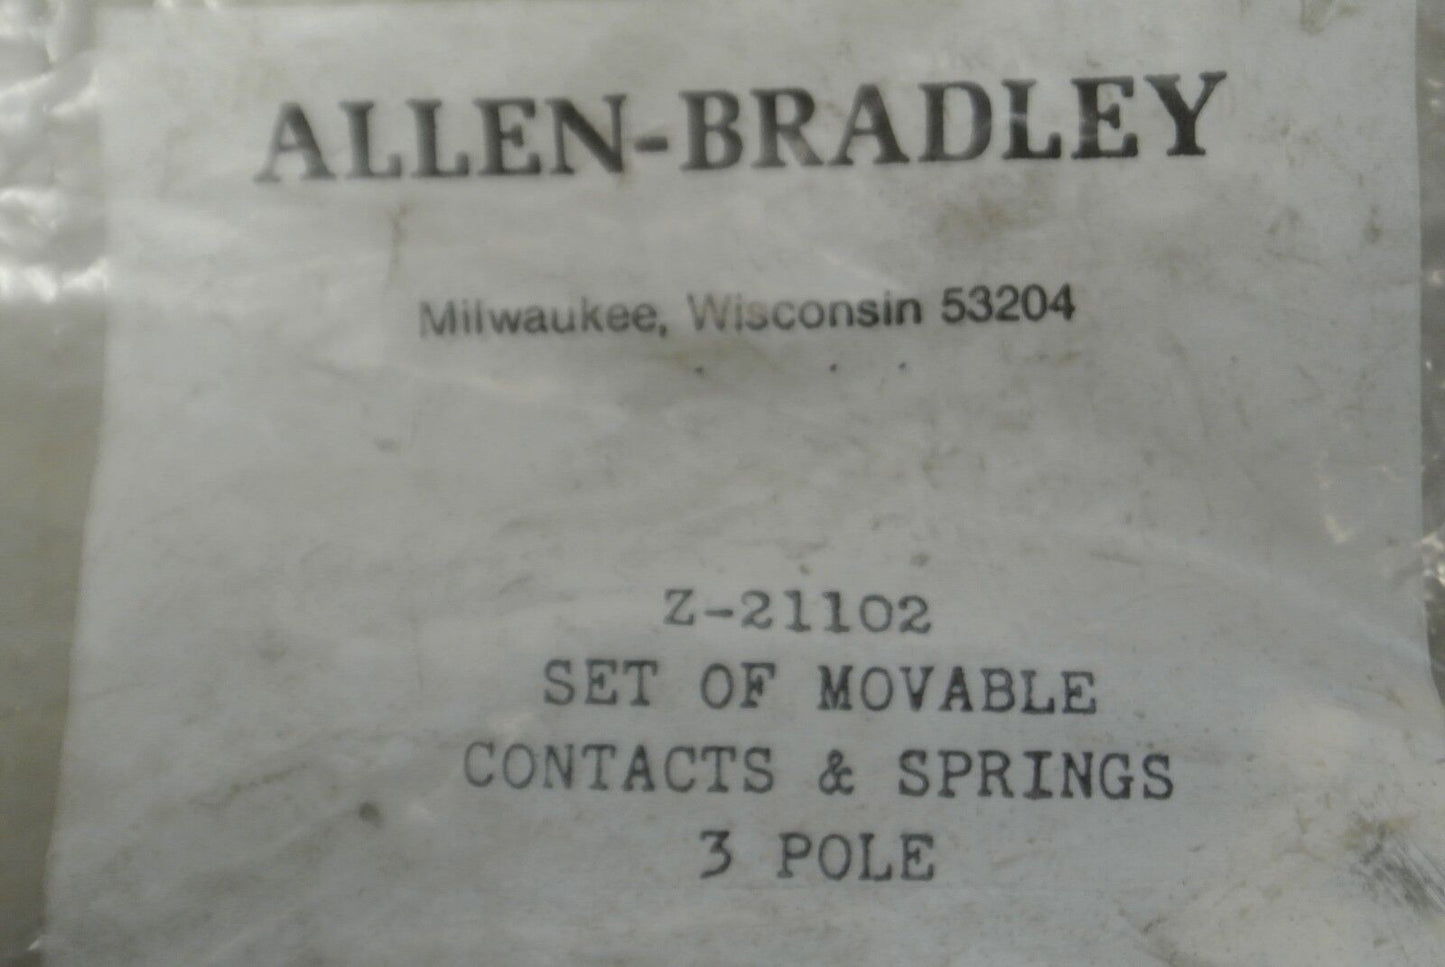 ALLEN-BRADLEY
Milwaukee, Wisconsin 53204
Z-21102
SET OF MOVABLE
CONTACTS & SPRINGS
3 POLE